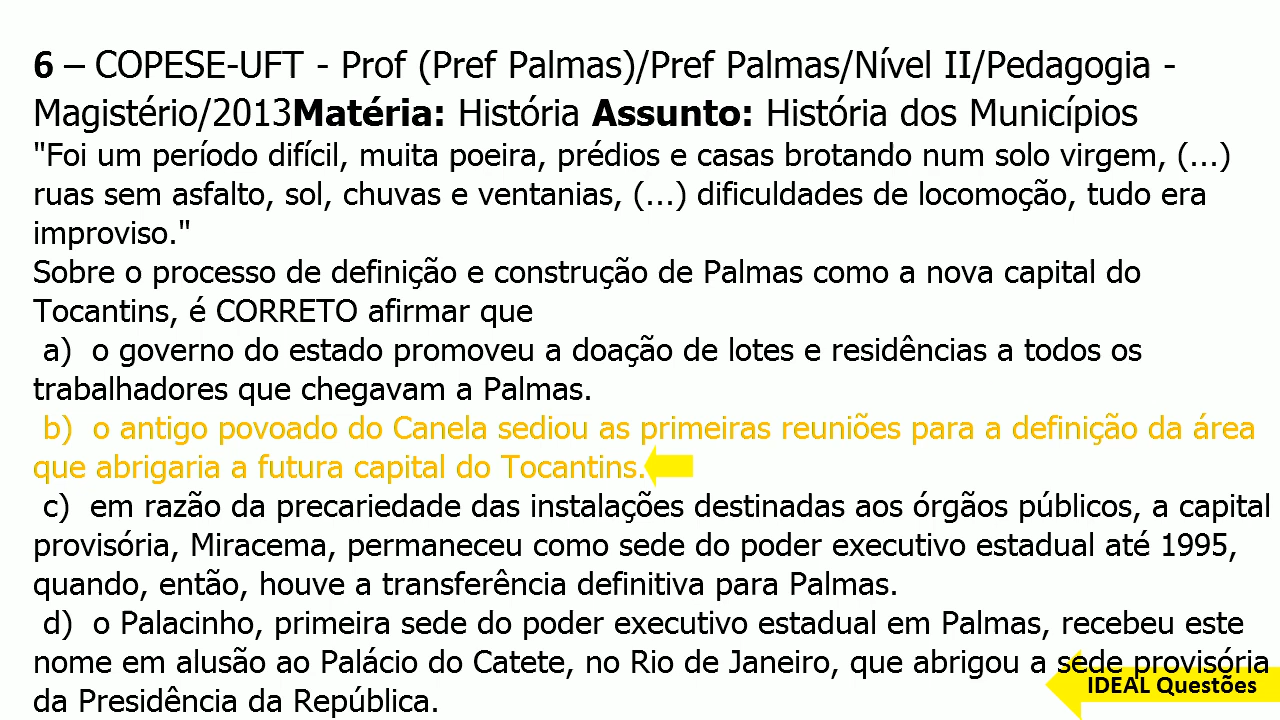 6 – COPESE-UFT - Prof (Pref Palmas)/Pref Palmas/Nível II/Pedagogia -
Magistério/2013Matéria: História Assunto: História dos Municípios
"Foi um período difícil, muita poeira, prédios e casas brotando num solo virgem, (...)
ruas sem asfalto, sol, chuvas e ventanias, (...) dificuldades de locomoção, tudo era
improviso."
Sobre o processo de definição e construção de Palmas como a nova capital do
Tocantins, é CORRETO afirmar que
a) o governo do estado promoveu a doação de lotes e residências a todos os
trabalhadores que chegavam a Palmas.
b) o antigo povoado do Canela sediou as primeiras reuniões para a definição da área
que abrigaria a futura capital do Tocantins.
c) em razão da precariedade das instalações destinadas aos órgãos públicos, a capital
provisória, Miracema, permaneceu como sede do poder executivo estadual até 1995,
quando, então, houve a transferência definitiva para Palmas.
d) o Palacinho, primeira sede do poder executivo estadual em Palmas, recebeu este
nome em alusão ao Palácio do Catete, no Rio de Janeiro, que abrigou a sede provisória
da Presidência da República.
IDEAL Questões